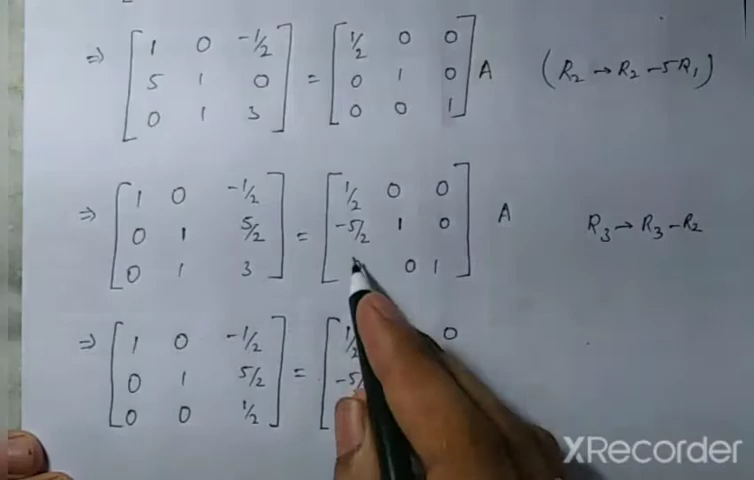 ⇒ [ 1 0 -1/2 ] = [ 1/2 0 0 ]
[ 5 1 0 ] = [ 0 1 0 ] A (R₂ → R₂ - 5R₁)
[ 0 1 3 ] [ 0 0 1 ]
⇒ [ 1 0 -1/2 ] [ 1/2 0 0 ]
[ 0 1 5/2 ] = [ -5/2 1 0 ] A R₃ → R₃ - R₂
[ 0 1 3 ] [ 0 1 ]
⇒ [ 1 0 -1/2 ] [ 1/2 0
[ 0 1 5/2 ] = [ -5/
[ 0 0 1/2 ] [
XRecorder